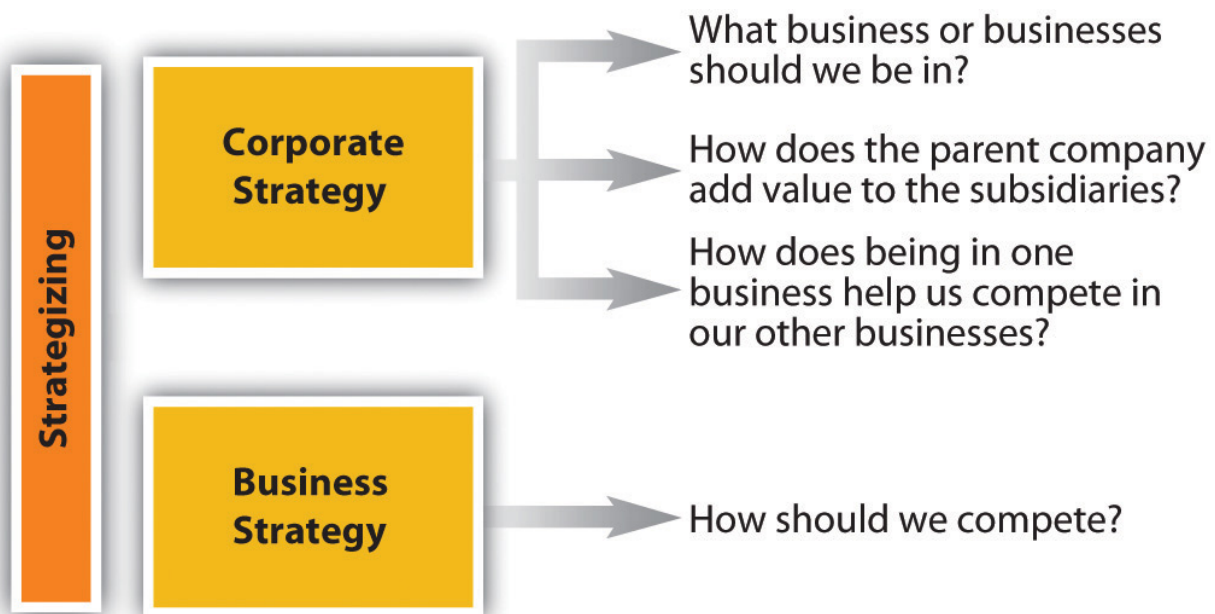 Strategizing
Corporate
Strategy
What business or businesses
should we be in?
How does the parent company
add value to the subsidiaries?
How does being in one
business help us compete in
our other businesses?
Business
Strategy
How should we compete?